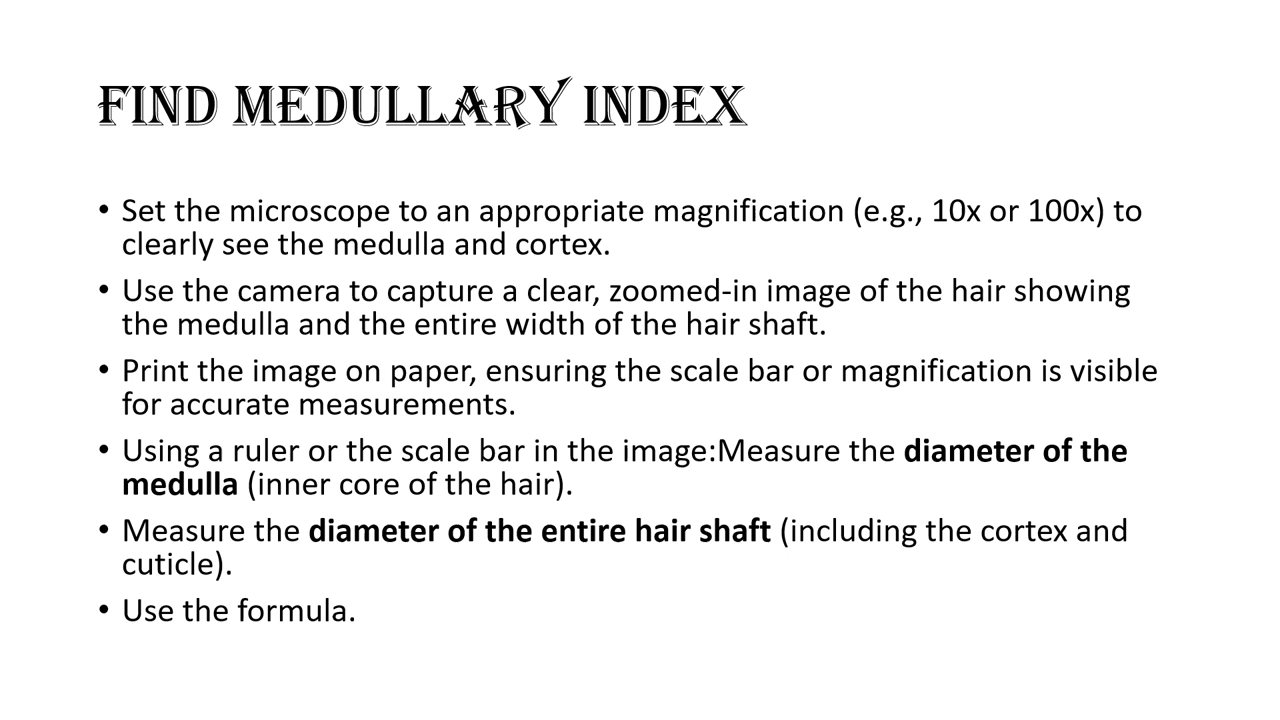 FIND MEDULLARY INDEX
• Set the microscope to an appropriate magnification (e.g., 10x or 100x) to
clearly see the medulla and cortex.
• Use the camera to capture a clear, zoomed-in image of the hair showing
the medulla and the entire width of the hair shaft.
• Print the image on paper, ensuring the scale bar or magnification is visible
for accurate measurements.
• Using a ruler or the scale bar in the image:Measure the diameter of the
medulla (inner core of the hair).
• Measure the diameter of the entire hair shaft (including the cortex and
cuticle).
• Use the formula.